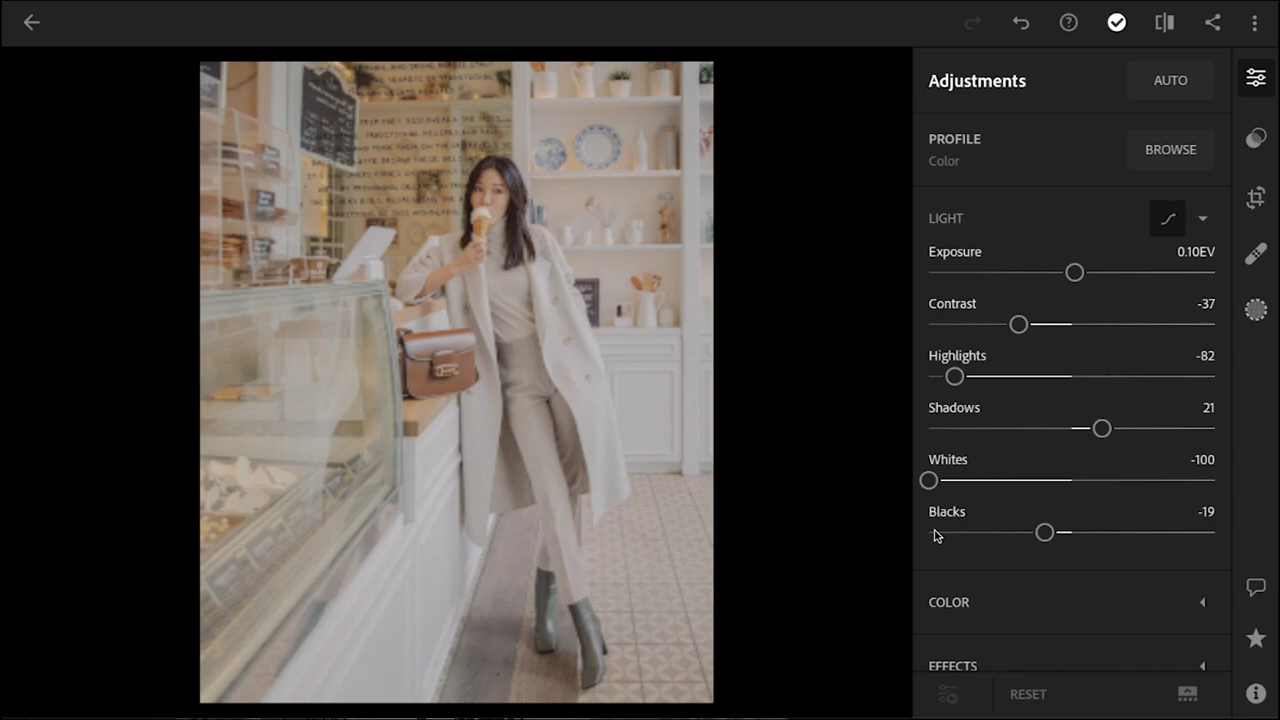 Adjustments
AUTO
PROFILE
Color
BROWSE
LIGHT
Exposure 0.10EV
Contrast -37
Highlights -82
Shadows 21
Whites -100
Blacks -19
COLOR
EFFECTS
RESET